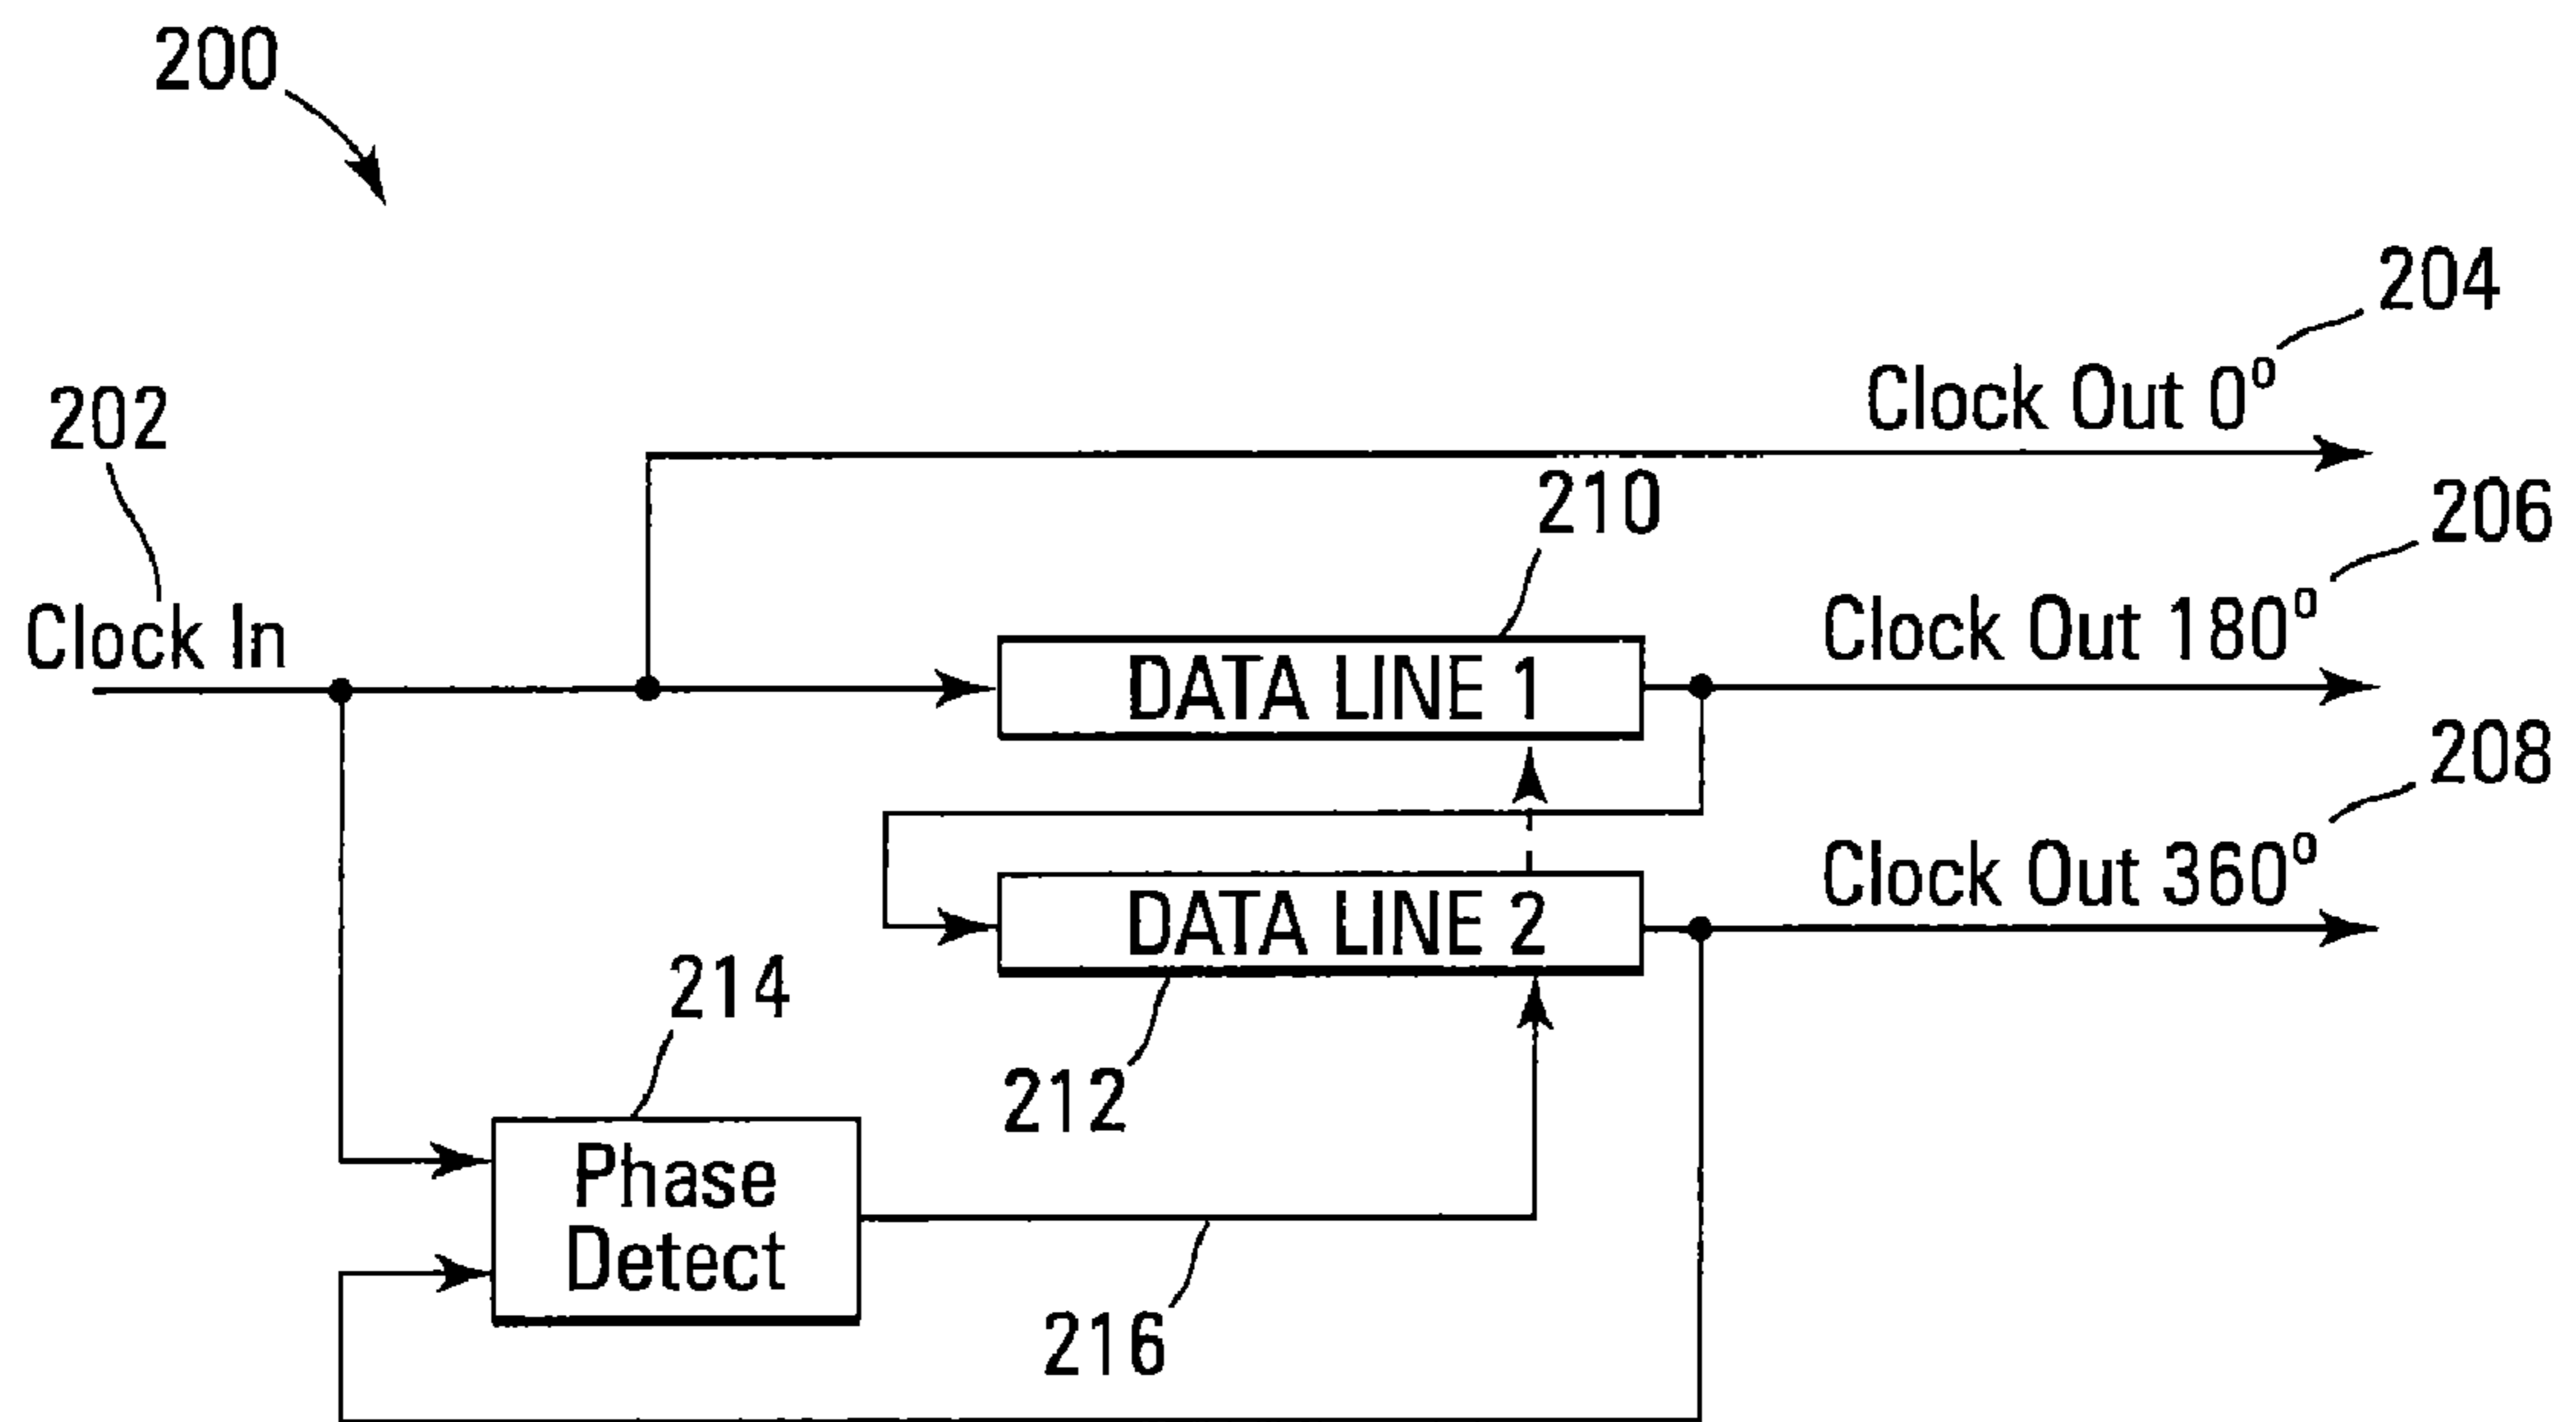 200
204
Clock Out 0°
202
210
206
Clock In
DATA LINE 1
Clock Out 180°
208
DATA LINE 2
Clock Out 360°
214
212
Phase
Detect
216